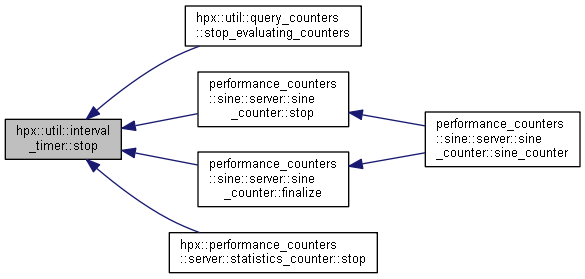 hpx::util::query_counters
::stop_evaluating_counters
performance_counters
::sine::server::sine
_counter::stop
hpx::util::interval
_timer::stop
performance_counters
::sine::server::sine
_counter::sine_counter
performance_counters
::sine::server::sine
_counter::finalize
hpx::performance_counters
::server::statistics_counter::stop